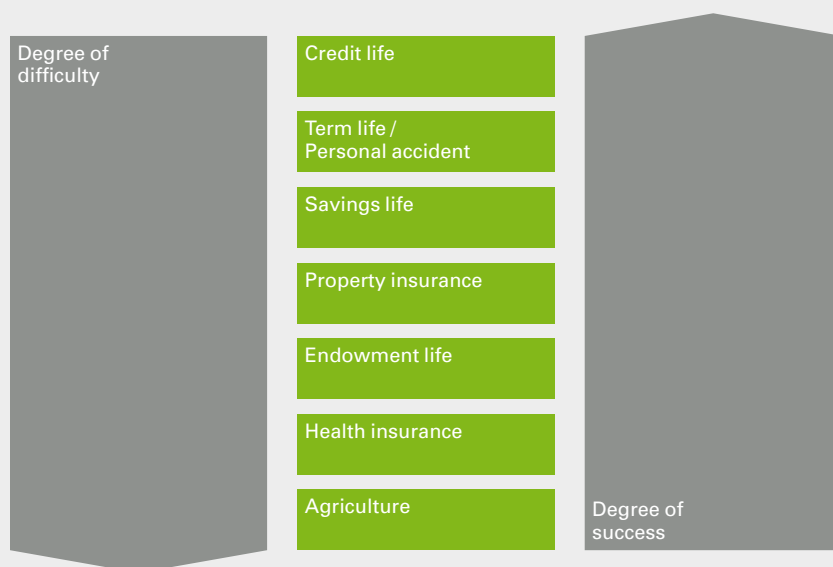 Degree of
difficulty
Credit life
Term life /
Personal accident
Savings life
Property insurance
Endowment life
Health insurance
Agriculture
Degree of
success